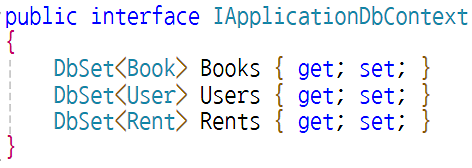 public interface IApplicationDbContext
{
    DbSet<Book> Books { get; set; }
    DbSet<User> Users { get; set; }
    DbSet<Rent> Rents { get; set; }
}